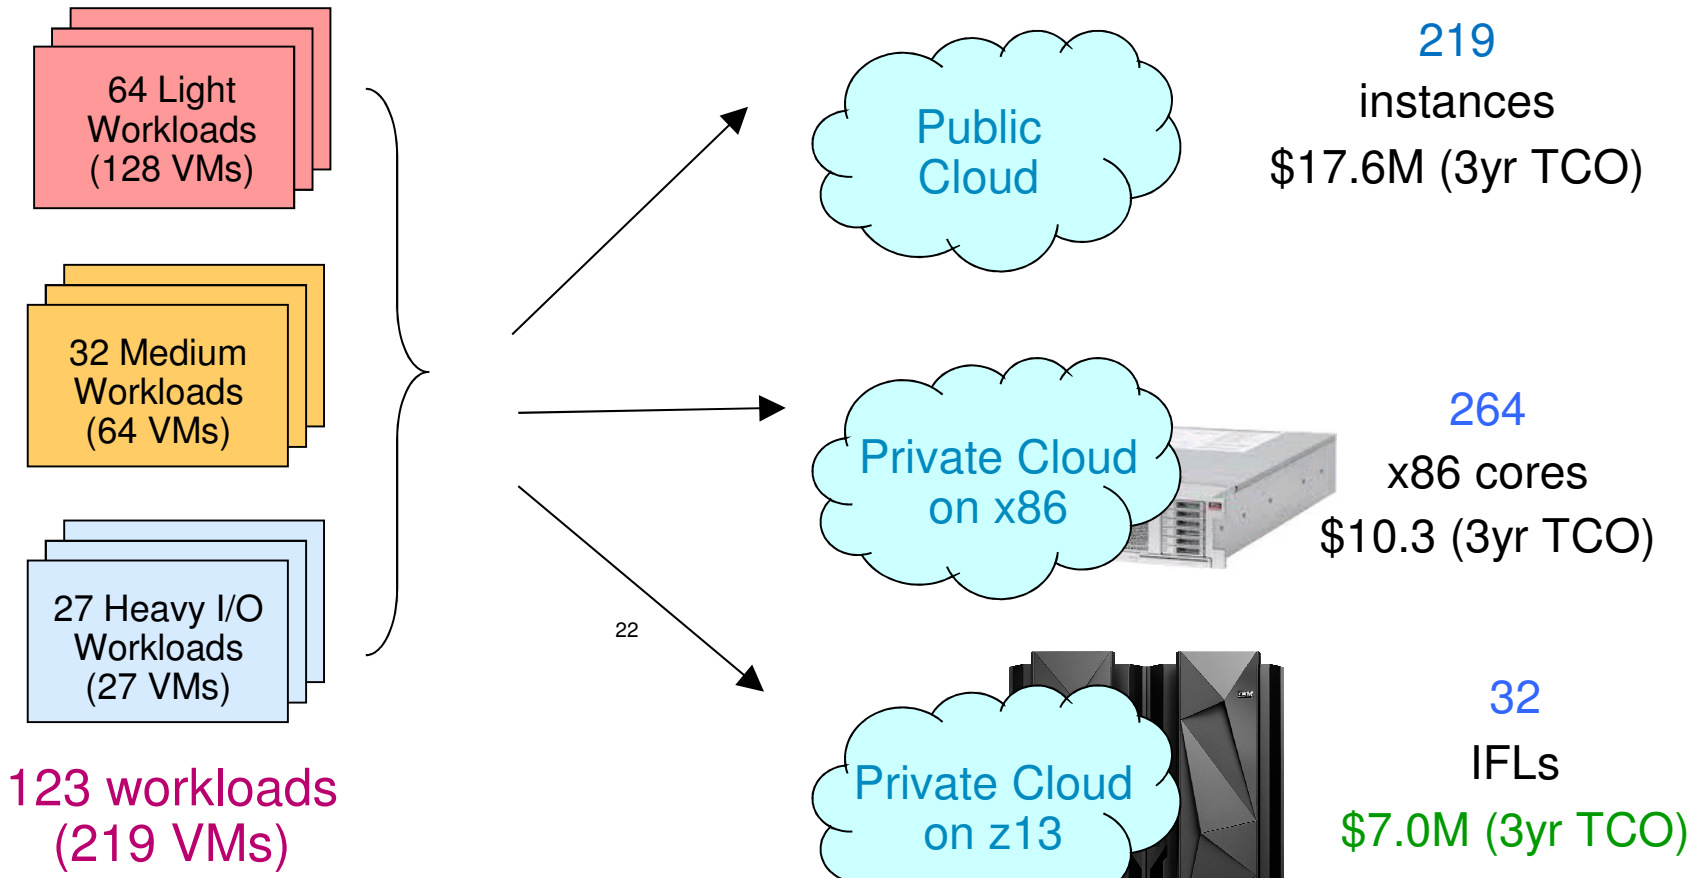 64 Light
Workloads
(128 VMs)
32 Medium
Workloads
(64 VMs)
27 Heavy I/O
Workloads
(27 VMs)
123 workloads
(219 VMs)
22
Public
Cloud
219
instances
$17.6M (3yr TCO)
Private Cloud
on x86
264
x86 cores
$10.3 (3yr TCO)
Private Cloud
on z13
32
IFLs
$7.0M (3yr TCO)